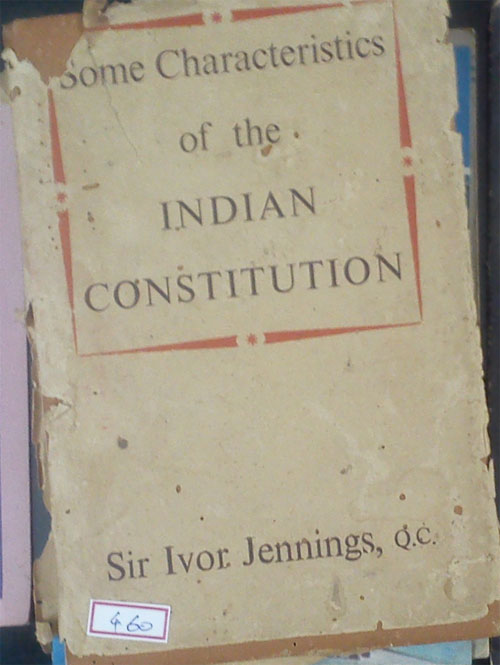 Some Characteristics
of the
INDIAN
CONSTITUTION
Sir Ivor Jennings, Q.C.
460